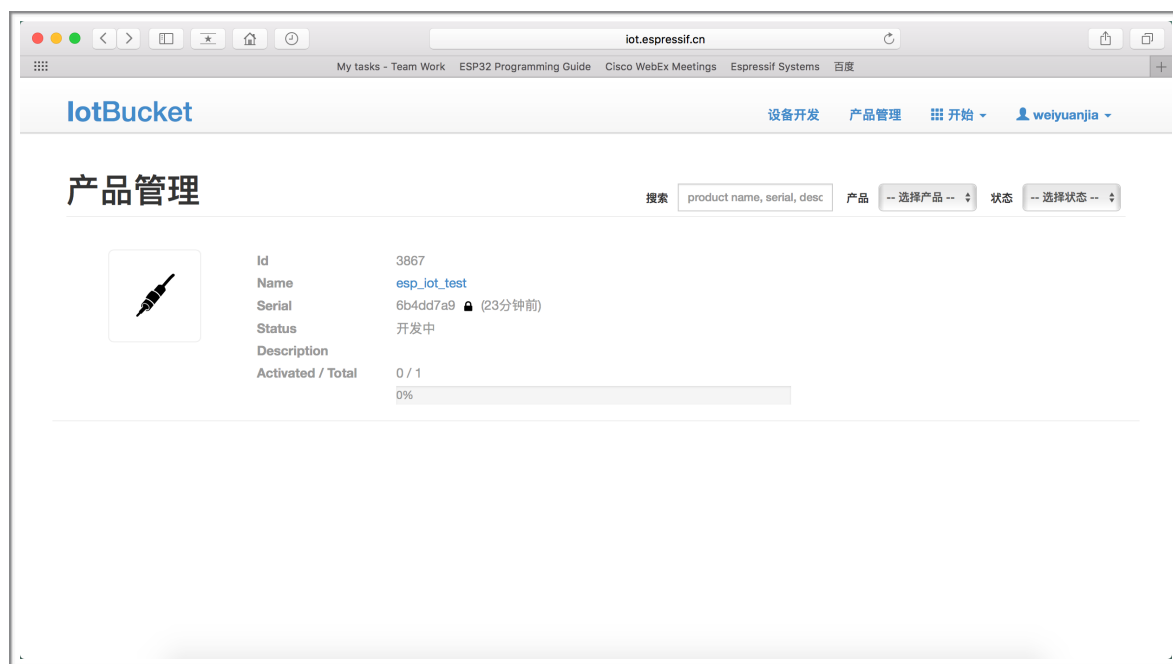 iot.espressif.cn
My tasks - Team Work ESP32 Programming Guide Cisco WebEx Meetings Espressif Systems 百度
IotBucket 设备开发 产品管理 开始 weiyuanjia
产品管理 搜索 product name, serial, desc 产品 -- 选择产品 -- 状态 -- 选择状态 --
Id 3867
Name esp_iot_test
Serial 6b4dd7a9 (23分钟前)
Status 开发中
Description
Activated / Total 0 / 1
0%